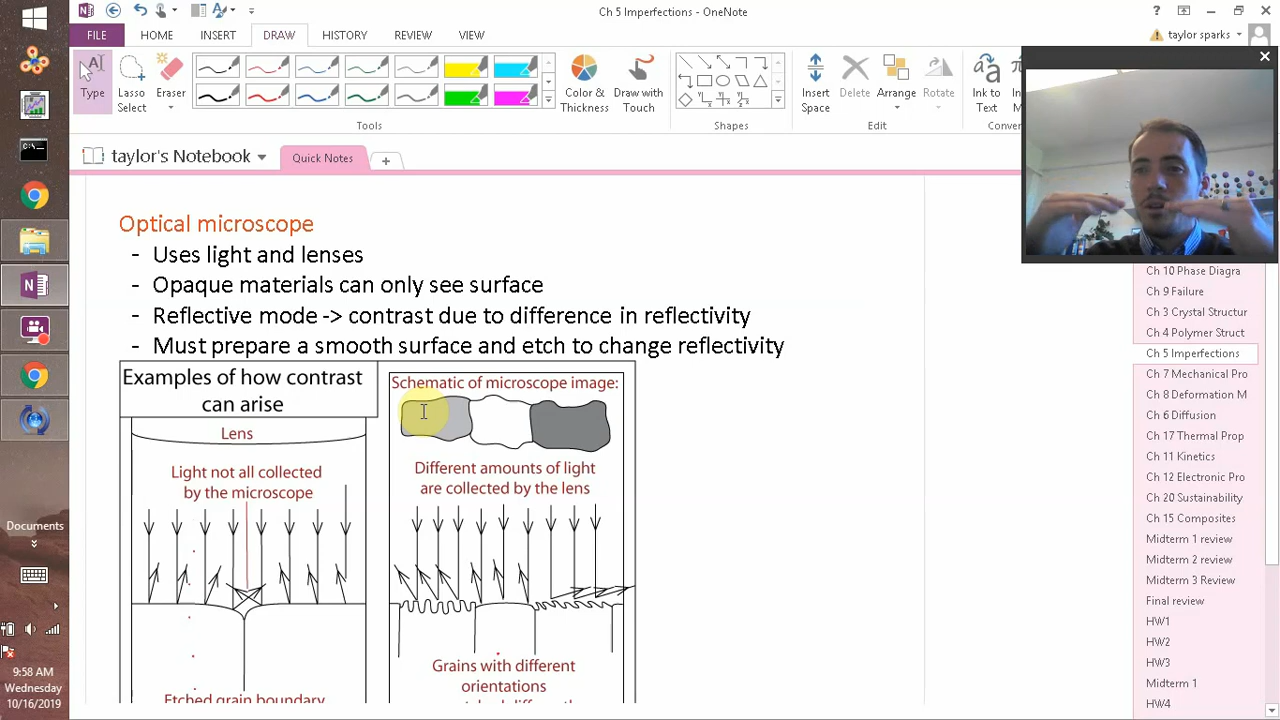 Ch 5 Imperfections - OneNote
FILE
HOME
INSERT
DRAW
HISTORY
REVIEW
VIEW
taylor sparks
Type
Lasso
Select
Eraser
Color &
Thickness
Draw with
Touch
Insert
Space
Delete
Arrange
Rotate
Ink to
Text
Tools
Shapes
Edit
taylor's Notebook
Quick Notes
Optical microscope
- Uses light and lenses
- Opaque materials can only see surface
- Reflective mode -> contrast due to difference in reflectivity
- Must prepare a smooth surface and etch to change reflectivity
Examples of how contrast
can arise
Lens
Light not all collected
by the microscope
Etched grain boundary
Schematic of microscope image:
Different amounts of light
are collected by the lens
Grains with different
orientations
Ch 10 Phase Diagra
Ch 9 Failure
Ch 3 Crystal Structur
Ch 4 Polymer Struct
Ch 5 Imperfections
Ch 7 Mechanical Pro
Ch 8 Deformation M
Ch 6 Diffusion
Ch 17 Thermal Prop
Ch 11 Kinetics
Ch 12 Electronic Pro
Ch 20 Sustainability
Ch 15 Composites
Midterm 1 review
Midterm 2 review
Midterm 3 Review
Final review
HW1
HW2
HW3
Midterm 1
HW4
Documents
9:58 AM
Wednesday
10/16/2019